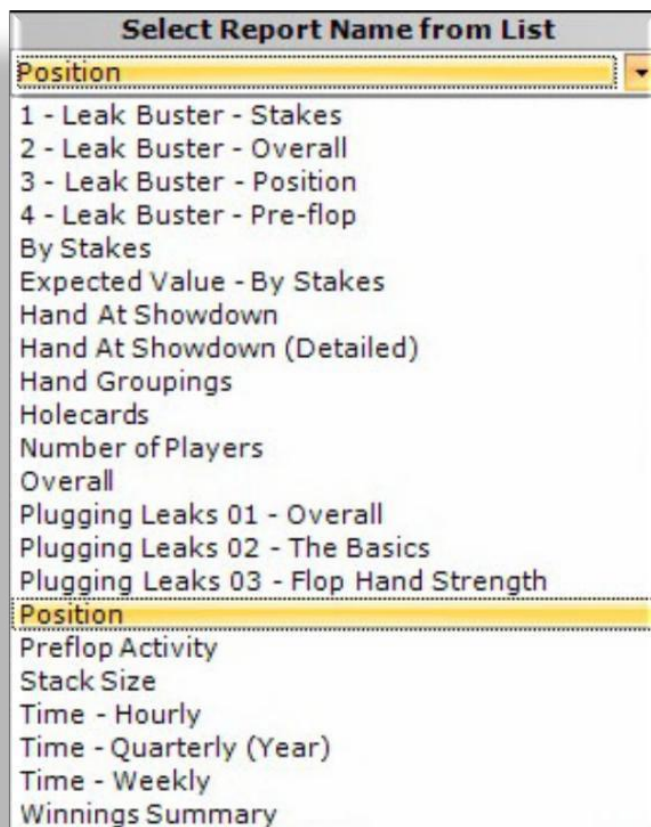 Select Report Name from List
Position
1 - Leak Buster - Stakes
2 - Leak Buster - Overall
3 - Leak Buster - Position
4 - Leak Buster - Pre-flop
By Stakes
Expected Value - By Stakes
Hand At Showdown
Hand At Showdown (Detailed)
Hand Groupings
Holecards
Number of Players
Overall
Plugging Leaks 01 - Overall
Plugging Leaks 02 - The Basics
Plugging Leaks 03 - Flop Hand Strength
Position
Preflop Activity
Stack Size
Time - Hourly
Time - Quarterly (Year)
Time - Weekly
Winnings Summary